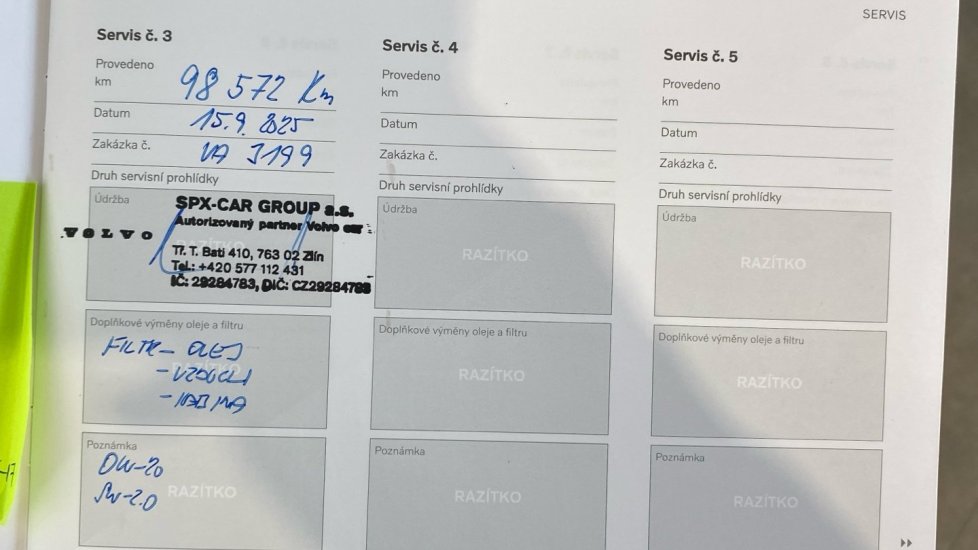 SERVIS
Servis č. 3
Provedeno
km
98 572 Km
Datum
15.9.2025
Zakázka č.
VA 3199
Druh servisní prohlídky
Údržba
VOLVO
SPX-CAR GROUP a.s.
Autorizovaný partner Volvo car
Tř. T. Bati 410, 763 02 Zlín
Tel.: +420 577 112 431
IČ: 29284783, DIČ: CZ29284783
Doplňkové výměny oleje a filtru
FILTR - OLEJ
- VZDUCH
- KABINA
Poznámka
0W-20
RAZÍTKO
Servis č. 4
Provedeno
km
Datum
Zakázka č.
Druh servisní prohlídky
Údržba
RAZÍTKO
Doplňkové výměny oleje a filtru
RAZÍTKO
Poznámka
RAZÍTKO
Servis č. 5
Provedeno
km
Datum
Zakázka č.
Druh servisní prohlídky
Údržba
RAZÍTKO
Doplňkové výměny oleje a filtru
RAZÍTKO
Poznámka
RAZÍTKO